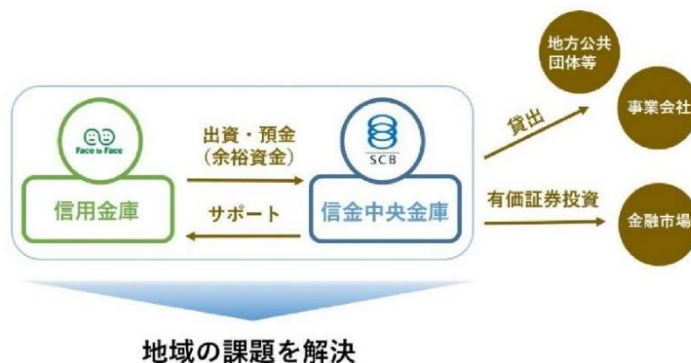 地方公共
団体等
事業会社
貸出
Face to Face
出資・預金
(余裕資金)
SCB
信用金庫
サポート
信金中央金庫
有価証券投資
金融市場
地域の課題を解決